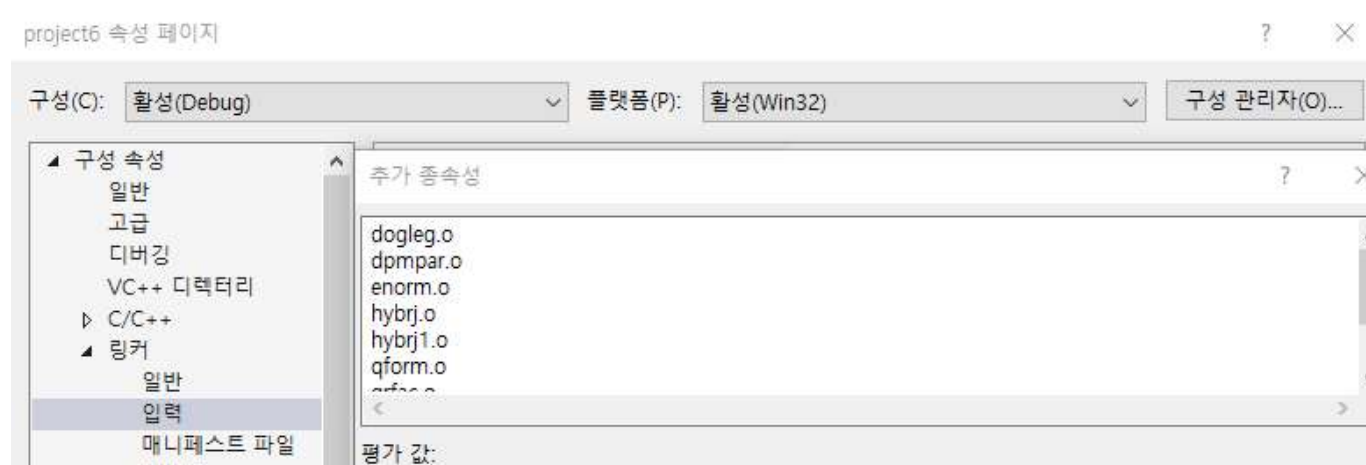 project6 속성 페이지
? ×
구성(C): 활성(Debug) 플랫폼(P): 활성(Win32) 구성 관리자(O)...
구성 속성
일반
고급
디버깅
VC++ 디렉터리
C/C++
링커
일반
입력
매니페스트 파일
추가 종속성
?
dogleg.o
dpmpar.o
enorm.o
hybrj.o
hybrj1.o
qform.o
평가 값: